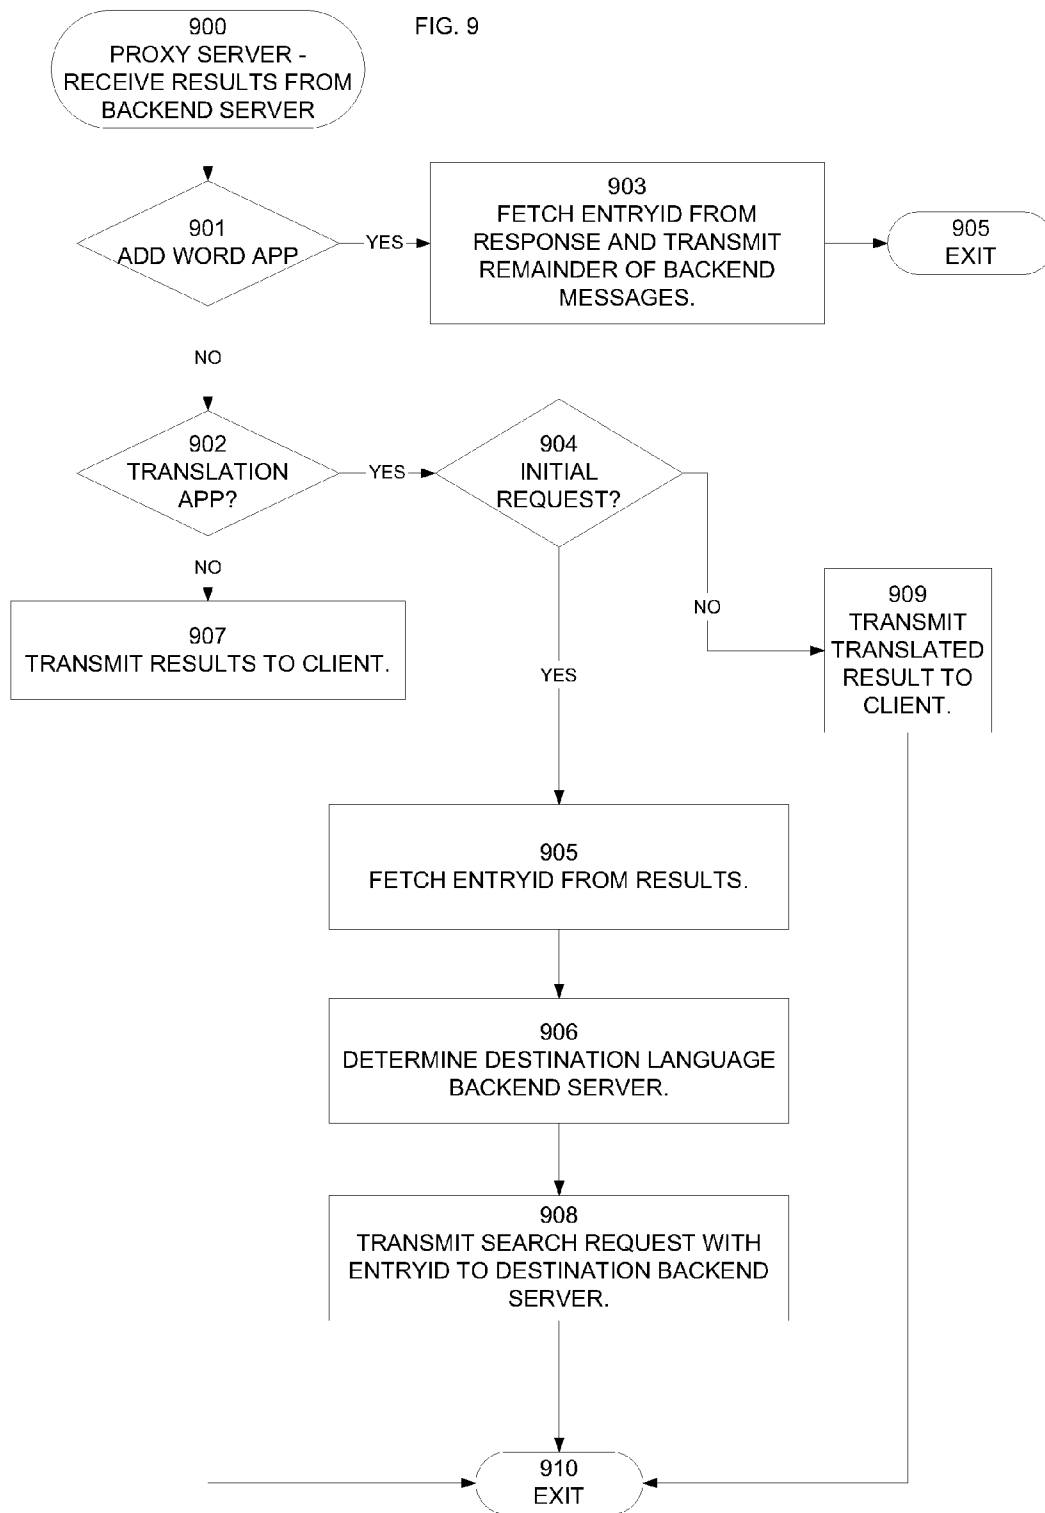 FIG. 9
900
PROXY SERVER -
RECEIVE RESULTS FROM
BACKEND SERVER
901
ADD WORD APP
YES
903
FETCH ENTRYID FROM
RESPONSE AND TRANSMIT
REMAINDER OF BACKEND
MESSAGES.
905
EXIT
NO
902
TRANSLATION
APP?
YES
904
INITIAL
REQUEST?
NO
907
TRANSMIT RESULTS TO CLIENT.
NO
909
TRANSMIT
TRANSLATED
RESULT TO
CLIENT.
YES
905
FETCH ENTRYID FROM RESULTS.
906
DETERMINE DESTINATION LANGUAGE
BACKEND SERVER.
908
TRANSMIT SEARCH REQUEST WITH
ENTRYID TO DESTINATION BACKEND
SERVER.
910
EXIT